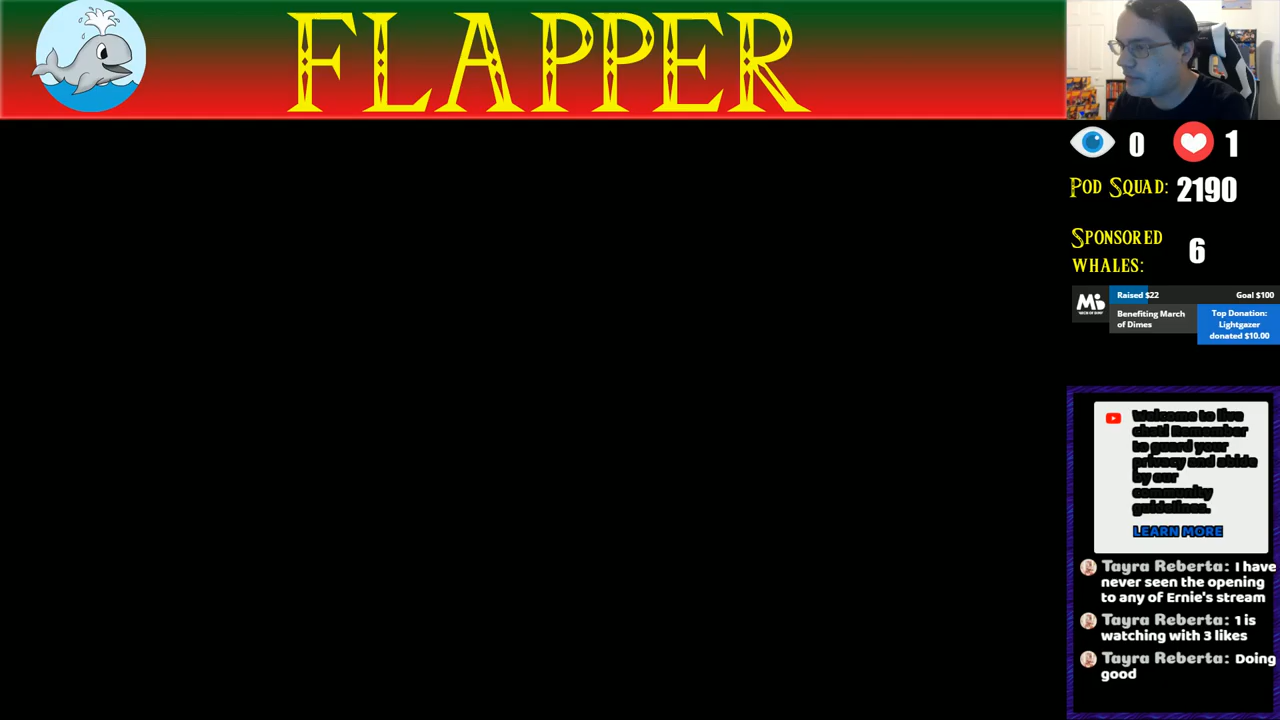 FLAPPER
0
1
Pod Squad: 2190
Sponsored
whales:
6
Raised $22
Goal $100
Benefiting March
of Dimes
Top Donation:
Lightgazer
donated $10.00
Welcome to live
chat! Remember
to guard your
privacy and abide
by our
community
guidelines.
LEARN MORE
Tayra Reberta: I have
never seen the opening
to any of Ernie's stream
Tayra Reberta: 1 is
watching with 3 likes
Tayra Reberta: Doing
good